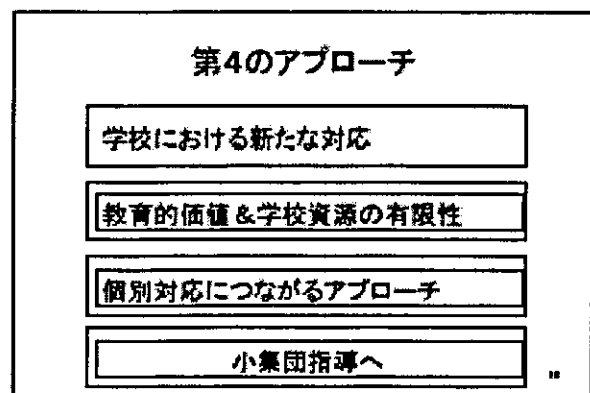 第4のアプローチ
学校における新たな対応
教育的価値&学校資源の有限性
個別対応につながるアプローチ
小集団指導へ